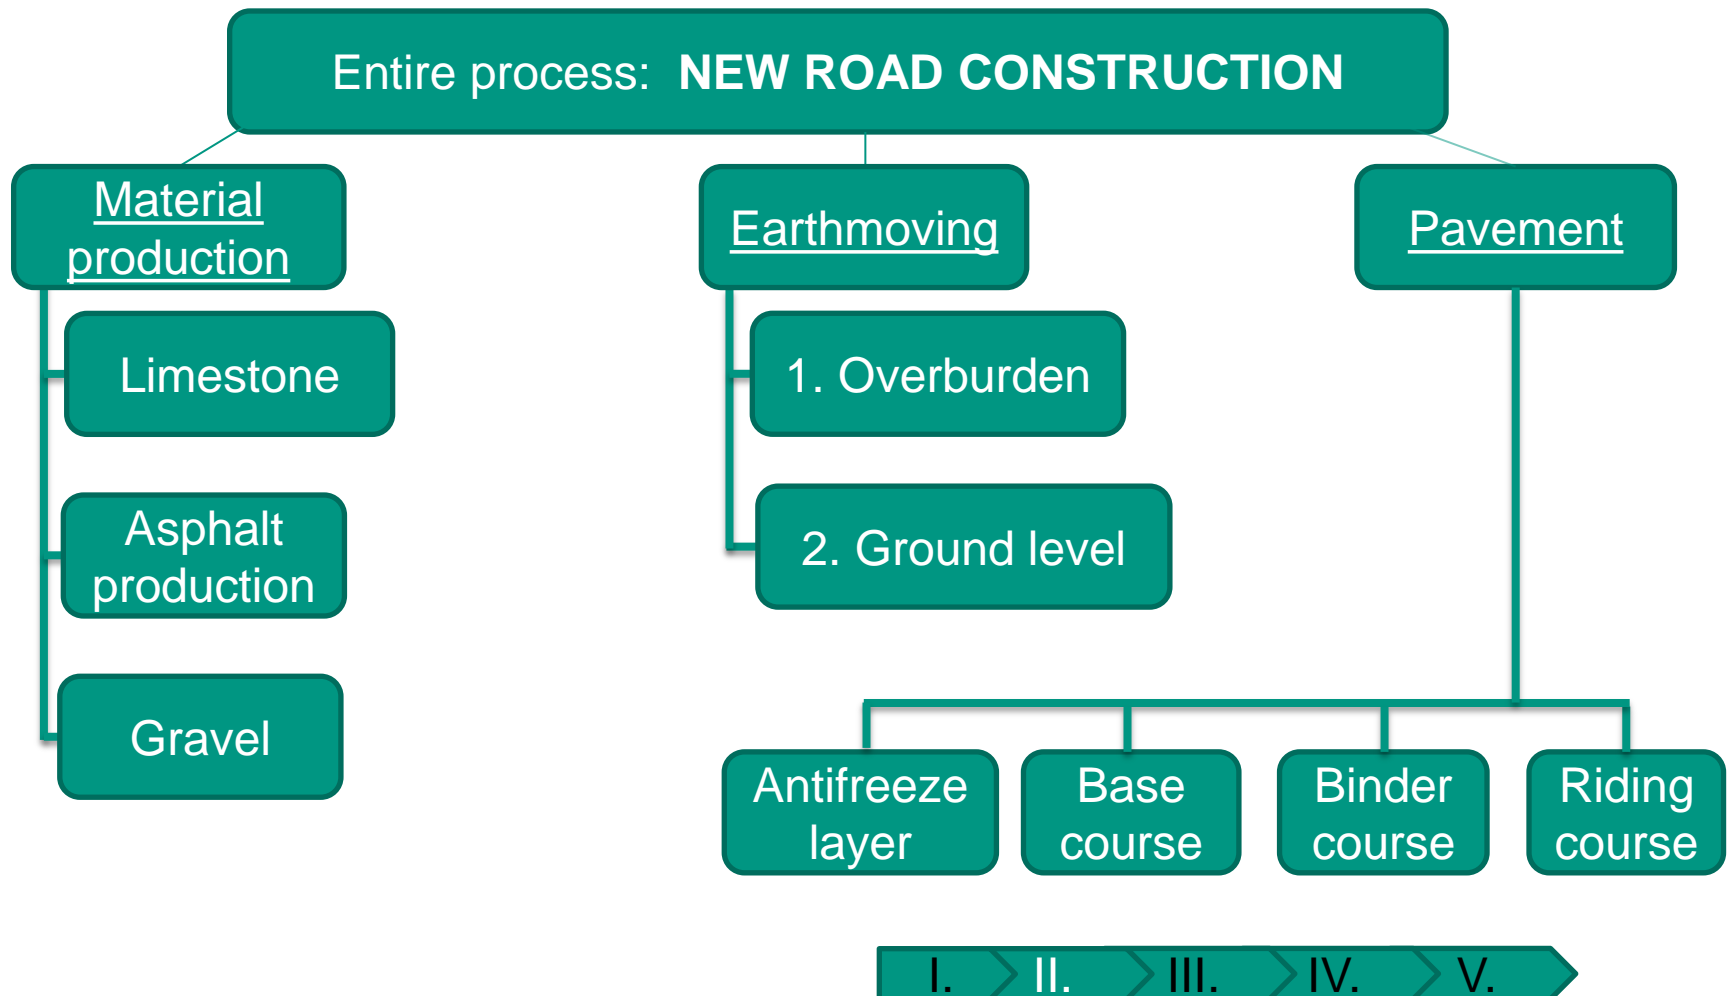 Entire process: NEW ROAD CONSTRUCTION
Material
production
Earthmoving
Pavement
Limestone
1. Overburden
Asphalt
production
2. Ground level
Gravel
Antifreeze
layer
Base
course
Binder
course
Riding
course
I. II. III. IV. V.